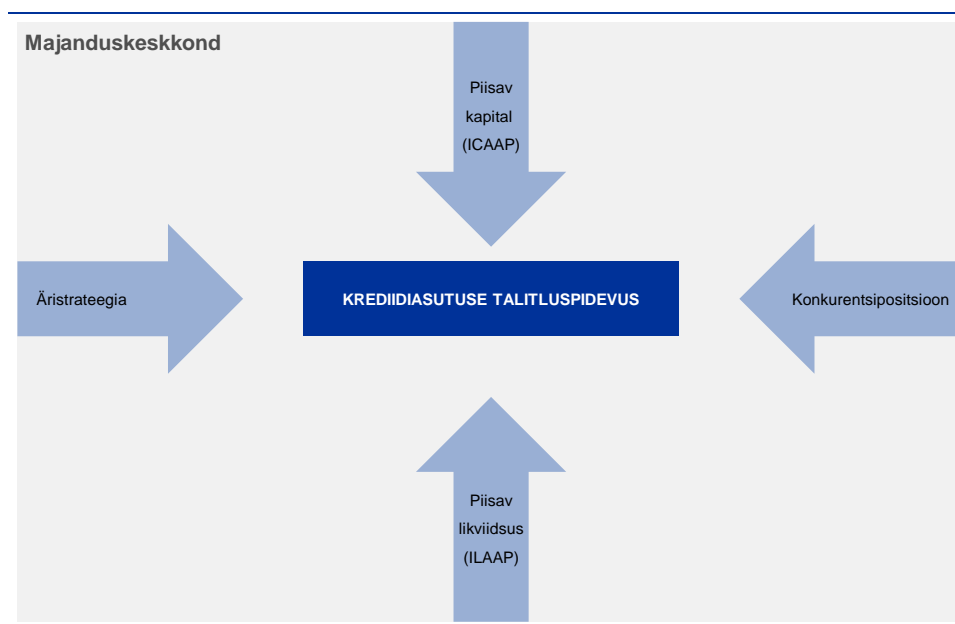 Majanduskeskkond
Piisav
kapital
(ICAAP)
Äristrateegia
KREDIIDIASUTUSE TALITLUSPIDEVUS
Konkurentsipositsioon
Piisav
likviidsus
(ILAAP)